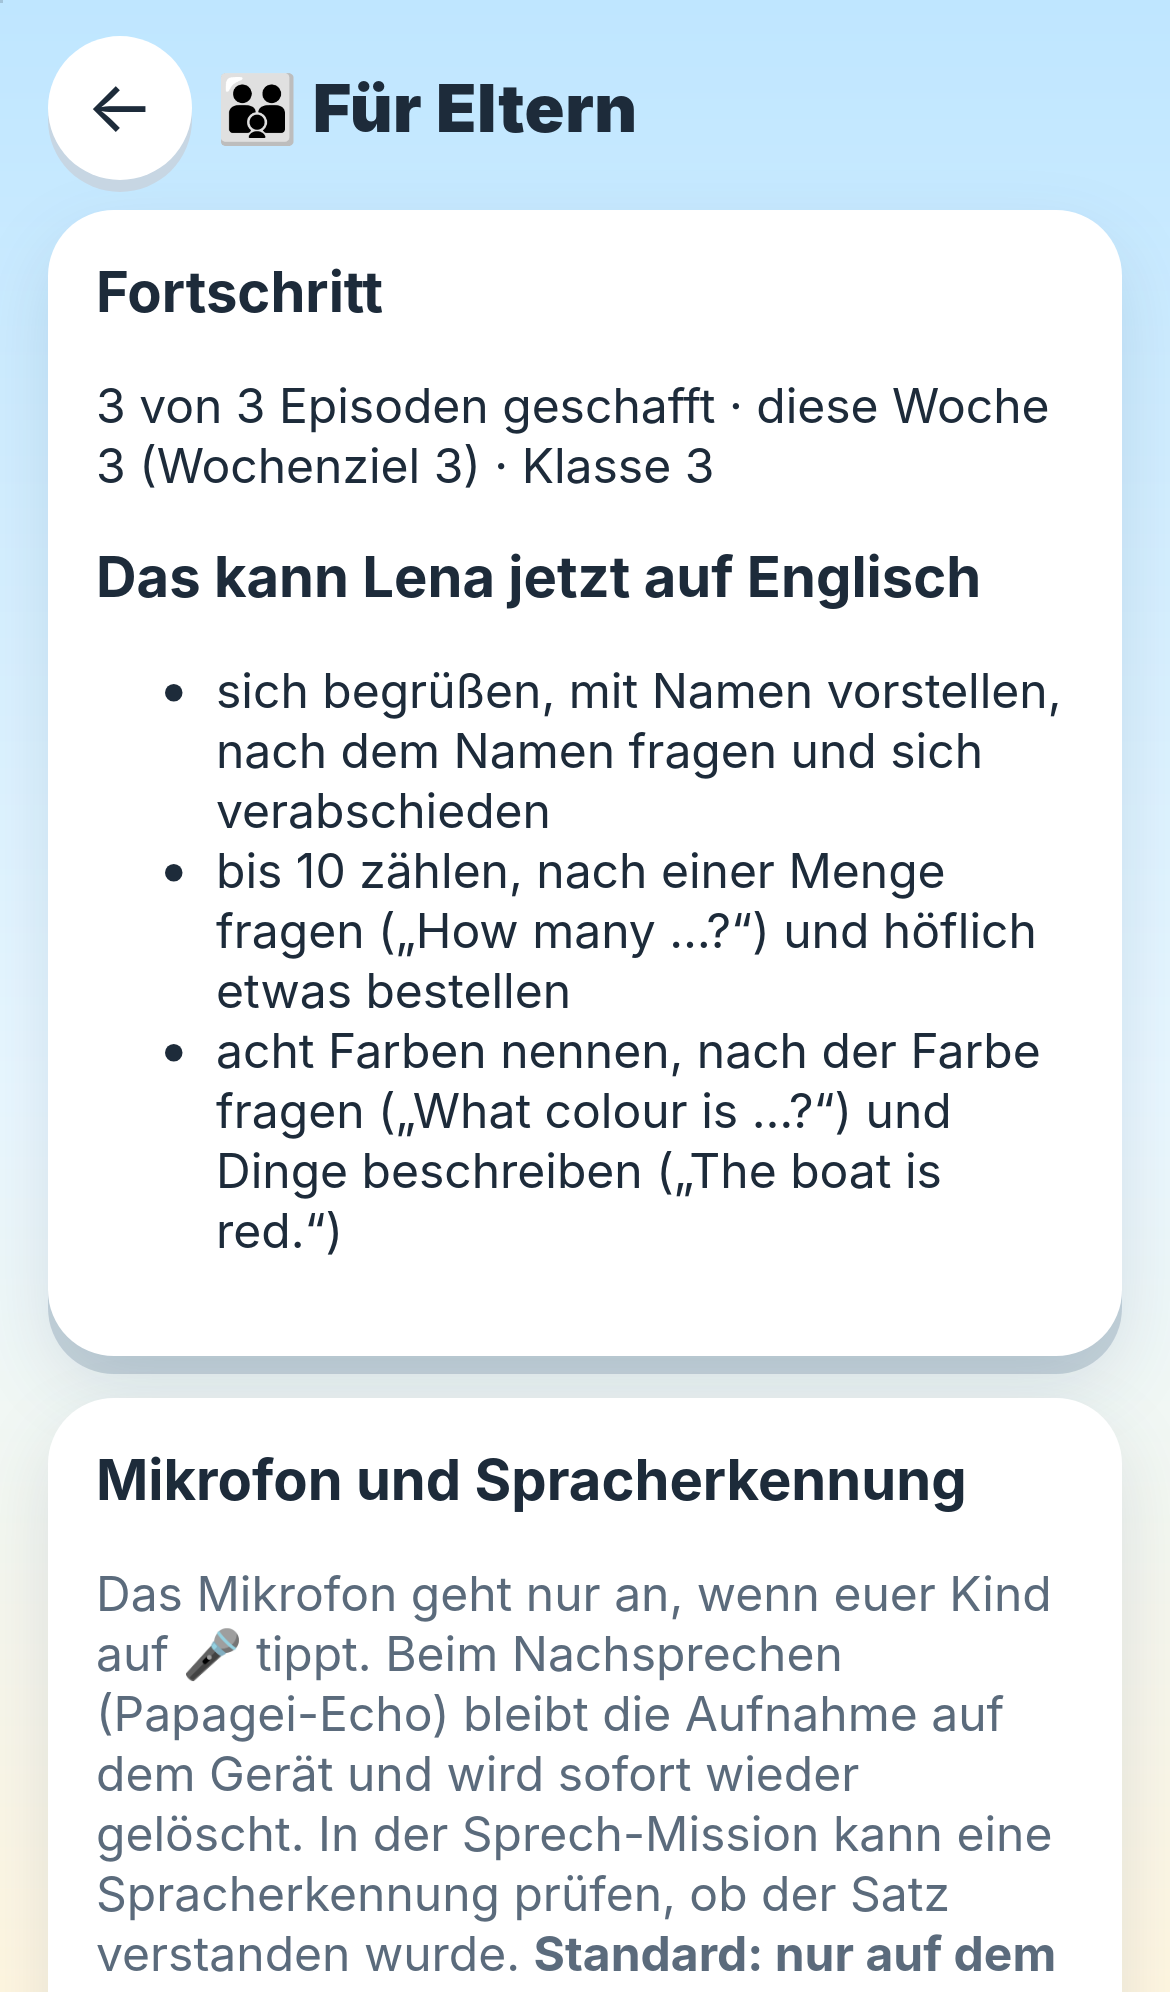 Für Eltern
Fortschritt
3 von 3 Episoden geschafft · diese Woche
3 (Wochenziel 3) · Klasse 3
Das kann Lena jetzt auf Englisch
• sich begrüßen, mit Namen vorstellen,
nach dem Namen fragen und sich
verabschieden
• bis 10 zählen, nach einer Menge
fragen („How many …?“) und höflich
etwas bestellen
• acht Farben nennen, nach der Farbe
fragen („What colour is …?“) und
Dinge beschreiben („The boat is
red.“)
Mikrofon und Spracherkennung
Das Mikrofon geht nur an, wenn euer Kind
auf 🎤 tippt. Beim Nachsprechen
(Papagei-Echo) bleibt die Aufnahme auf
dem Gerät und wird sofort wieder
gelöscht. In der Sprech-Mission kann eine
Spracherkennung prüfen, ob der Satz
verstanden wurde. Standard: nur auf dem